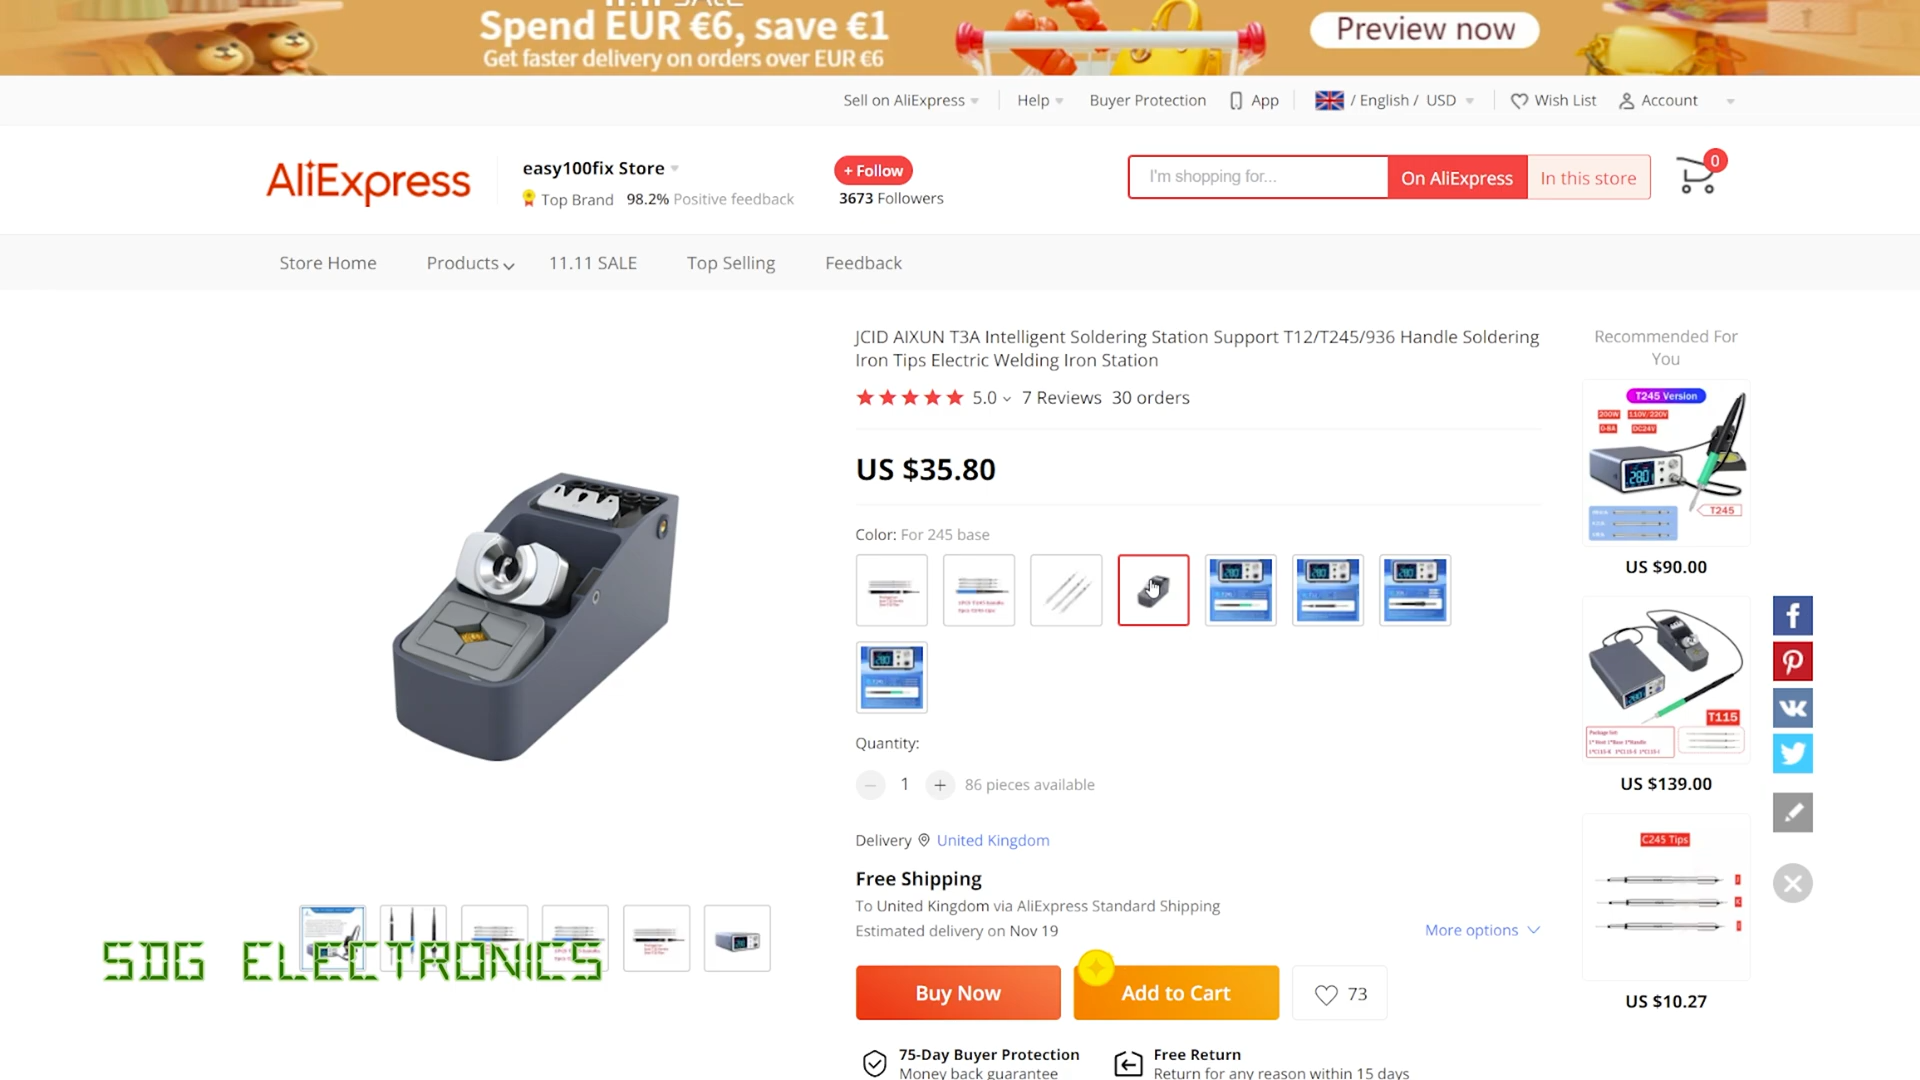 Spend EUR €6, save €1
Get faster delivery on orders over EUR €6
Preview now
Sell on AliExpress
Help
Buyer Protection
App
/ English / USD
Wish List
Account
AliExpress
easy100fix Store
Top Brand 98.2% Positive feedback
+ Follow
3673 Followers
I'm shopping for...
On AliExpress
In this store
0
Store Home
Products
11.11 SALE
Top Selling
Feedback
JCID AIXUN T3A Intelligent Soldering Station Support T12/T245/936 Handle Soldering
Iron Tips Electric Welding Iron Station
5.0
7 Reviews
30 orders
US $35.80
Color: For 245 base
Quantity:
1
86 pieces available
Delivery
United Kingdom
Free Shipping
To United Kingdom via AliExpress Standard Shipping
Estimated delivery on Nov 19
More options
Buy Now
Add to Cart
73
75-Day Buyer Protection
Money back guarantee
Free Return
Return for any reason within 15 days
Recommended For
You
T245 Version
200W
110V/220V
DC24V
280
T245
US $90.00
T115
US $139.00
C245 Tips
US $10.27
SDG ELECTRONICS